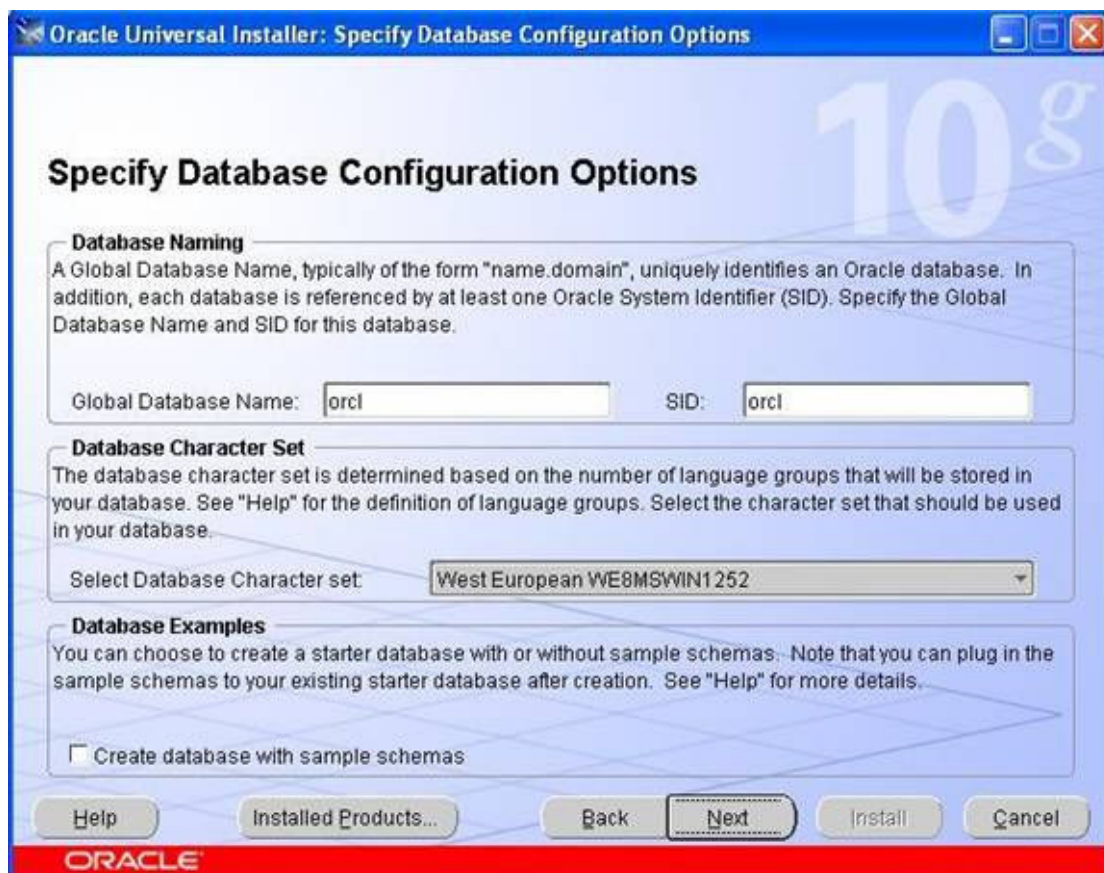 Oracle Universal Installer: Specify Database Configuration Options
10g
Specify Database Configuration Options
Database Naming
A Global Database Name, typically of the form "name.domain", uniquely identifies an Oracle database. In
addition, each database is referenced by at least one Oracle System Identifier (SID). Specify the Global
Database Name and SID for this database.
Global Database Name: orcl SID: orcl
Database Character Set
The database character set is determined based on the number of language groups that will be stored in
your database. See "Help" for the definition of language groups. Select the character set that should be used
in your database.
Select Database Character set: West European WE8MSWIN1252
Database Examples
You can choose to create a starter database with or without sample schemas. Note that you can plug in the
sample schemas to your existing starter database after creation. See "Help" for more details.
Create database with sample schemas
Help Installed Products... Back Next Install Cancel
ORACLE